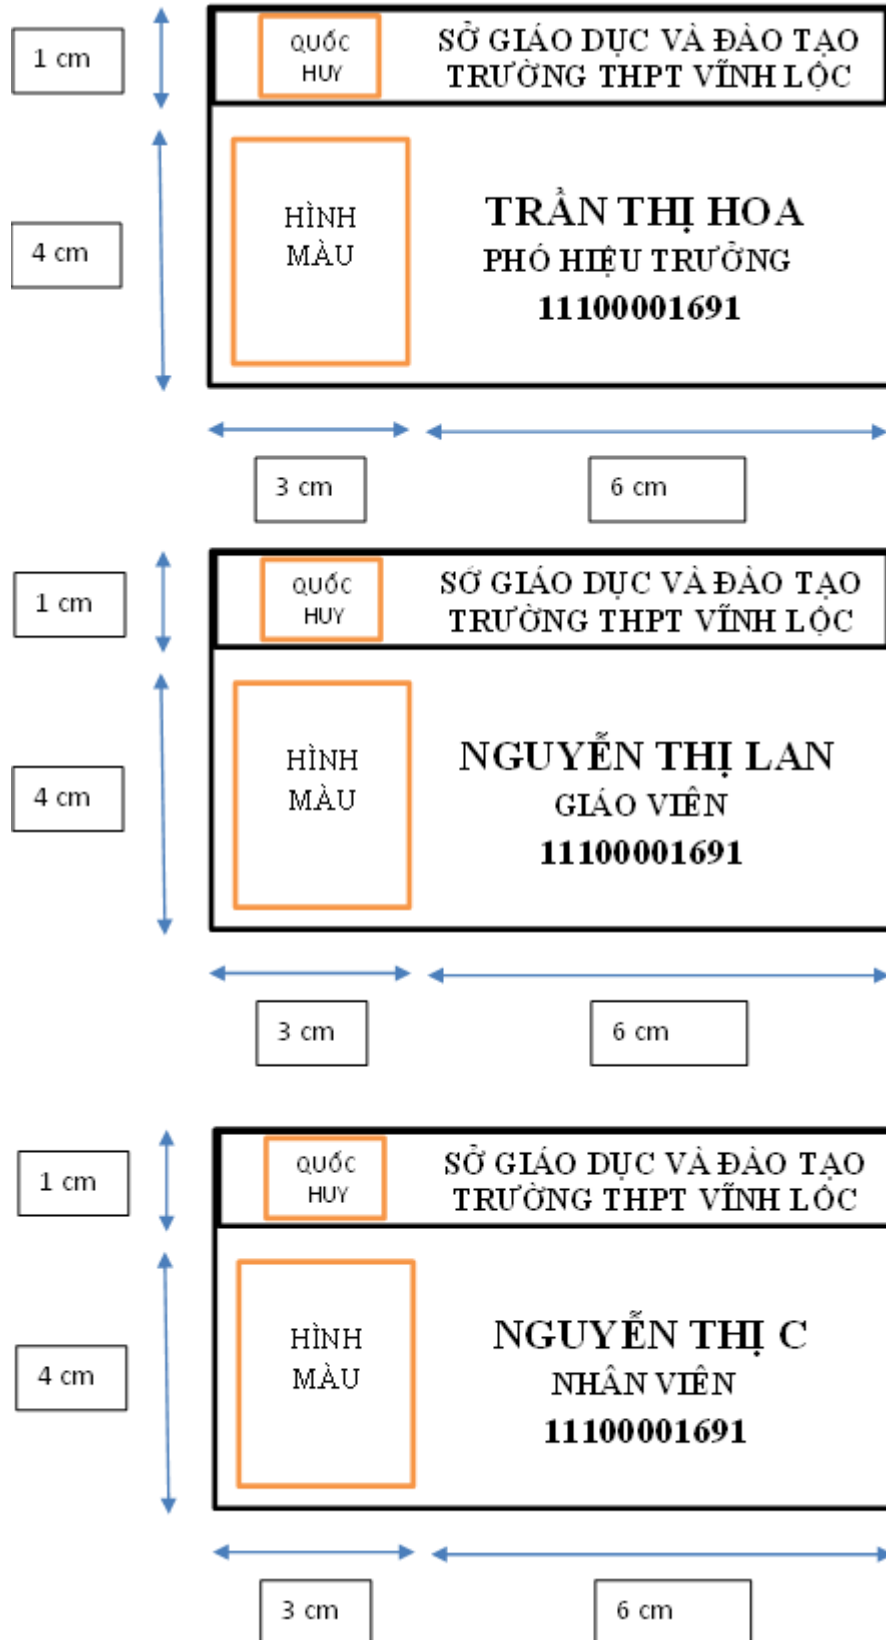 1 cm
QUỐC
HUY
SỞ GIÁO DỤC VÀ ĐÀO TẠO
TRƯỜNG THPT VĨNH LỘC
4 cm
HÌNH
MÀU
TRẦN THỊ HOA
PHÓ HIỆU TRƯỞNG
11100001691
3 cm
6 cm
1 cm
QUỐC
HUY
SỞ GIÁO DỤC VÀ ĐÀO TẠO
TRƯỜNG THPT VĨNH LỘC
4 cm
HÌNH
MÀU
NGUYỄN THỊ LAN
GIÁO VIÊN
11100001691
3 cm
6 cm
1 cm
QUỐC
HUY
SỞ GIÁO DỤC VÀ ĐÀO TẠO
TRƯỜNG THPT VĨNH LỘC
4 cm
HÌNH
MÀU
NGUYỄN THỊ C
NHÂN VIÊN
11100001691
3 cm
6 cm